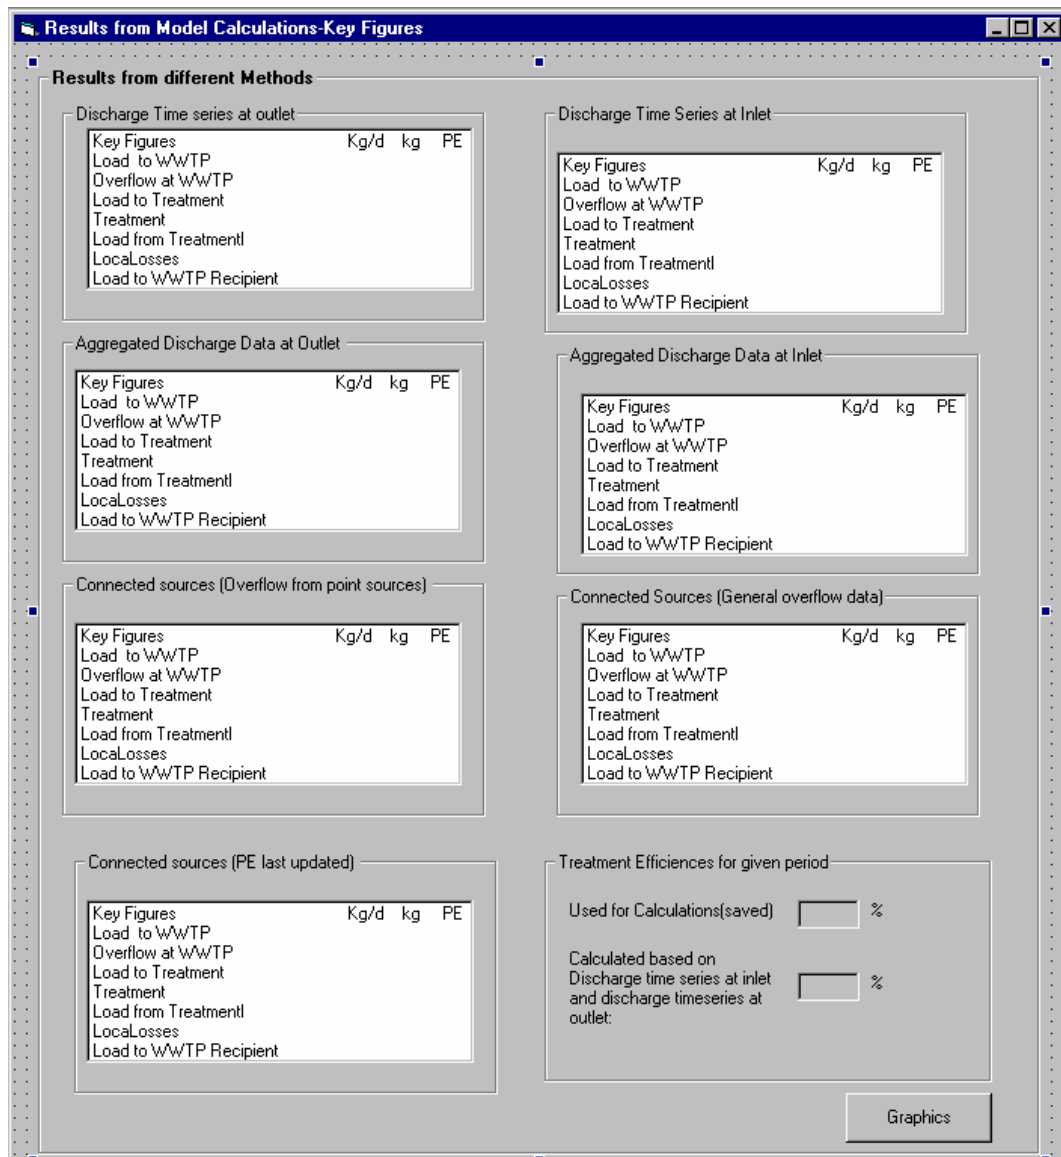 Results from Model Calculations-Key Figures
Results from different Methods
Discharge Time series at outlet
Key Figures Kg/d kg PE
Load to WWTP
Overflow at WWTP
Load to Treatment
Treatment
Load from Treatmentl
LocaLosses
Load to WWTP Recipient
Discharge Time Series at Inlet
Key Figures Kg/d kg PE
Load to WWTP
Overflow at WWTP
Load to Treatment
Treatment
Load from Treatmentl
LocaLosses
Load to WWTP Recipient
Aggregated Discharge Data at Outlet
Key Figures Kg/d kg PE
Load to WWTP
Overflow at WWTP
Load to Treatment
Treatment
Load from Treatmentl
LocaLosses
Load to WWTP Recipient
Aggregated Discharge Data at Inlet
Key Figures Kg/d kg PE
Load to WWTP
Overflow at WWTP
Load to Treatment
Treatment
Load from Treatmentl
LocaLosses
Load to WWTP Recipient
Connected sources (Overflow from point sources)
Key Figures Kg/d kg PE
Load to WWTP
Overflow at WWTP
Load to Treatment
Treatment
Load from Treatmentl
LocaLosses
Load to WWTP Recipient
Connected Sources (General overflow data)
Key Figures Kg/d kg PE
Load to WWTP
Overflow at WWTP
Load to Treatment
Treatment
Load from Treatmentl
LocaLosses
Load to WWTP Recipient
Connected sources (PE last updated)
Key Figures Kg/d kg PE
Load to WWTP
Overflow at WWTP
Load to Treatment
Treatment
Load from Treatmentl
LocaLosses
Load to WWTP Recipient
Treatment Efficiences for given period
Used for Calculations(saved) %
Calculated based on
Discharge time series at inlet %
and discharge timeseries at
outlet:
Graphics